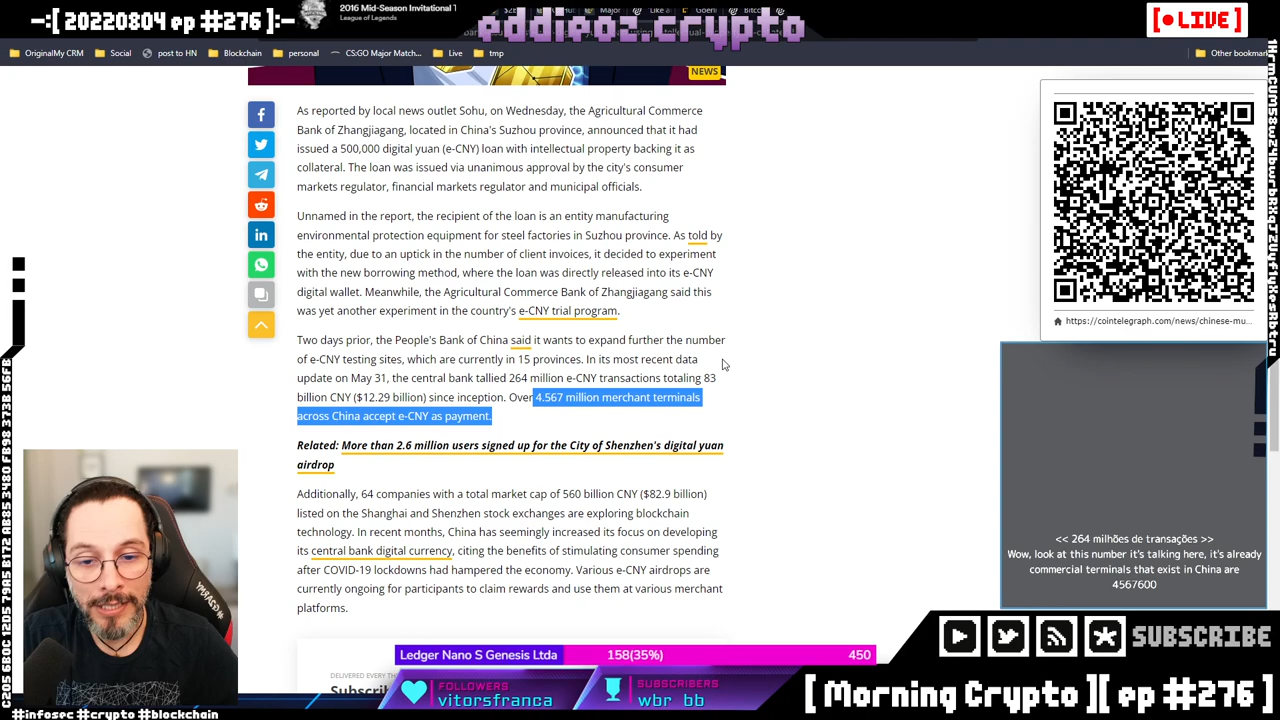 -:[ 20220804 ep #276 ]:-
2016 Mid-Season Invitational T
League of Legends
eddieoz.crypto
[ LIVE ]
OriginalMy CRM
Social
post to HN
Blockchain
personal
CS:GO Major Match...
Live
tmp
Other bookmar
NEWS
As reported by local news outlet Sohu, on Wednesday, the Agricultural Commerce
Bank of Zhangjiagang, located in China's Suzhou province, announced that it had
issued a 500,000 digital yuan (e-CNY) loan with intellectual property backing it as
collateral. The loan was issued via unanimous approval by the city's consumer
markets regulator, financial markets regulator and municipal officials.
Unnamed in the report, the recipient of the loan is an entity manufacturing
environmental protection equipment for steel factories in Suzhou province. As told by
the entity, due to an uptick in the number of client invoices, it decided to experiment
with the new borrowing method, where the loan was directly released into its e-CNY
digital wallet. Meanwhile, the Agricultural Commerce Bank of Zhangjiagang said this
was yet another experiment in the country's e-CNY trial program.
Two days prior, the People's Bank of China said it wants to expand further the number
of e-CNY testing sites, which are currently in 15 provinces. In its most recent data
update on May 31, the central bank tallied 264 million e-CNY transactions totaling 83
billion CNY ($12.29 billion) since inception. Over 4.567 million merchant terminals
across China accept e-CNY as payment.
Related: More than 2.6 million users signed up for the City of Shenzhen's digital yuan
airdrop
Additionally, 64 companies with a total market cap of 560 billion CNY ($82.9 billion)
listed on the Shanghai and Shenzhen stock exchanges are exploring blockchain
technology. In recent months, China has seemingly increased its focus on developing
its central bank digital currency, citing the benefits of stimulating consumer spending
after COVID-19 lockdowns had hampered the economy. Various e-CNY airdrops are
currently ongoing for participants to claim rewards and use them at various merchant
platforms.
DELIVERED EVERY
Subscri
https://cointelegraph.com/news/chinese-mu...
<< 264 milhões de transações >>
Wow, look at this number it's talking here, it's already
commercial terminals that exist in China are
4567600
Ledger Nano S Genesis Ltda
158(35%)
450
FOLLOWERS
vitorsfranca
SUBSCRIBERS
wbr_bb
SUBSCRIBE
[ Morning Crypto ][ ep #276 ]
#infosec #crypto #blockchain